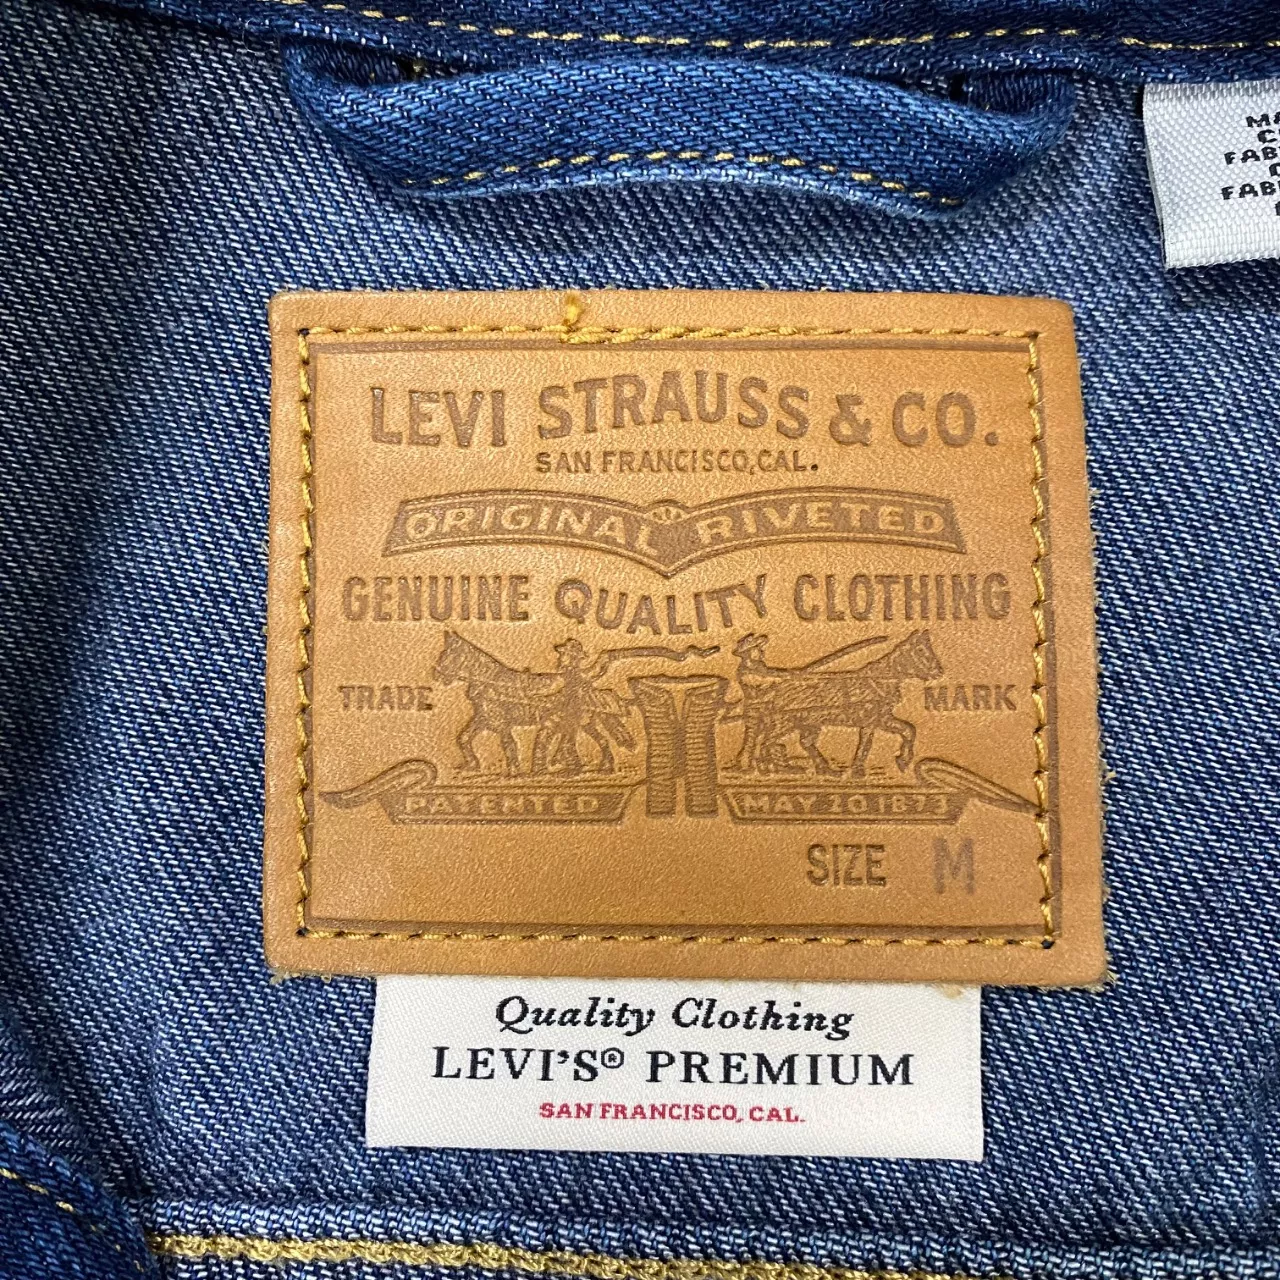 LEVI STRAUSS & CO.
SAN FRANCISCO, CAL.
ORIGINAL RIVETED
GENUINE QUALITY CLOTHING
TRADE MARK
PATENTED MAY 20 1873
SIZE M
Quality Clothing
LEVI'S® PREMIUM
SAN FRANCISCO, CAL.